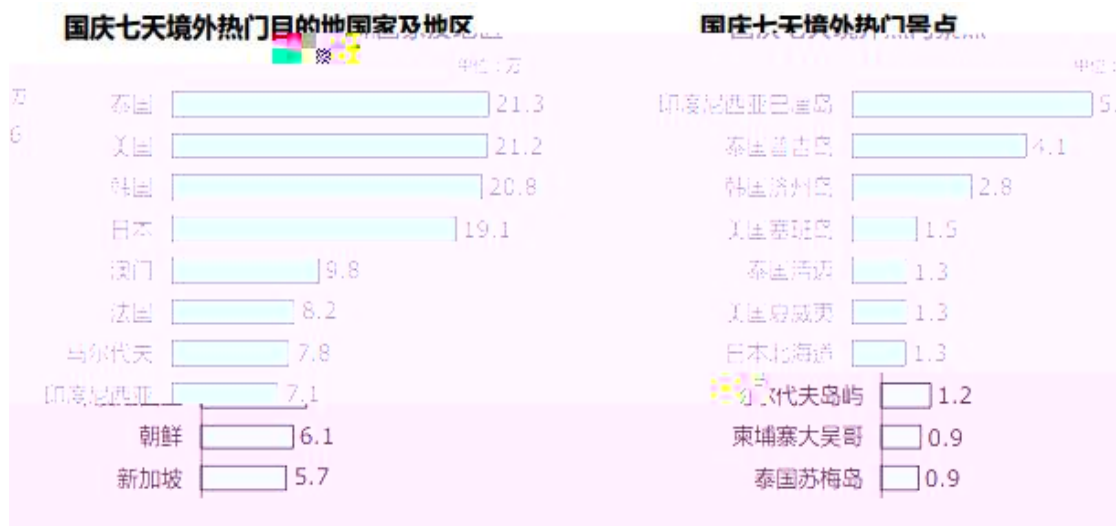 国庆七天境外热门目的地国家及地区
单位：万
泰国 21.3
美国 21.2
韩国 20.8
日本 19.1
澳门 9.8
法国 8.2
马尔代夫 7.8
印度尼西亚 7.1
朝鲜 6.1
新加坡 5.7
国庆七天境外热门景点
单位：
印度尼西亚巴厘岛 5.
泰国普吉岛 4.1
韩国济州岛 2.8
美国塞班岛 1.5
泰国清迈 1.3
美国夏威夷 1.3
日本北海道 1.3
尔代夫岛屿 1.2
柬埔寨大吴哥 0.9
泰国苏梅岛 0.9